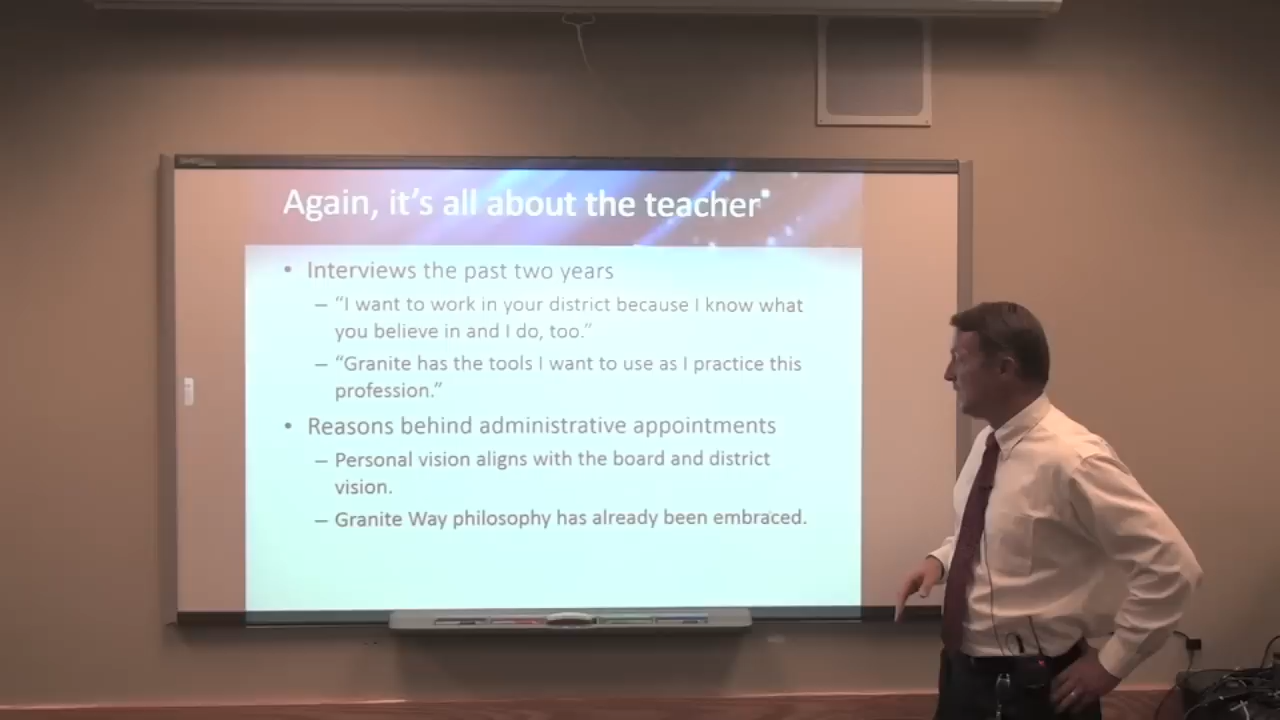 Again, it's all about the teacher
• Interviews the past two years
– “I want to work in your district because I know what
you believe in and I do, too.”
– “Granite has the tools I want to use as I practice this
profession.”
• Reasons behind administrative appointments
– Personal vision aligns with the board and district
vision.
– Granite Way philosophy has already been embraced.